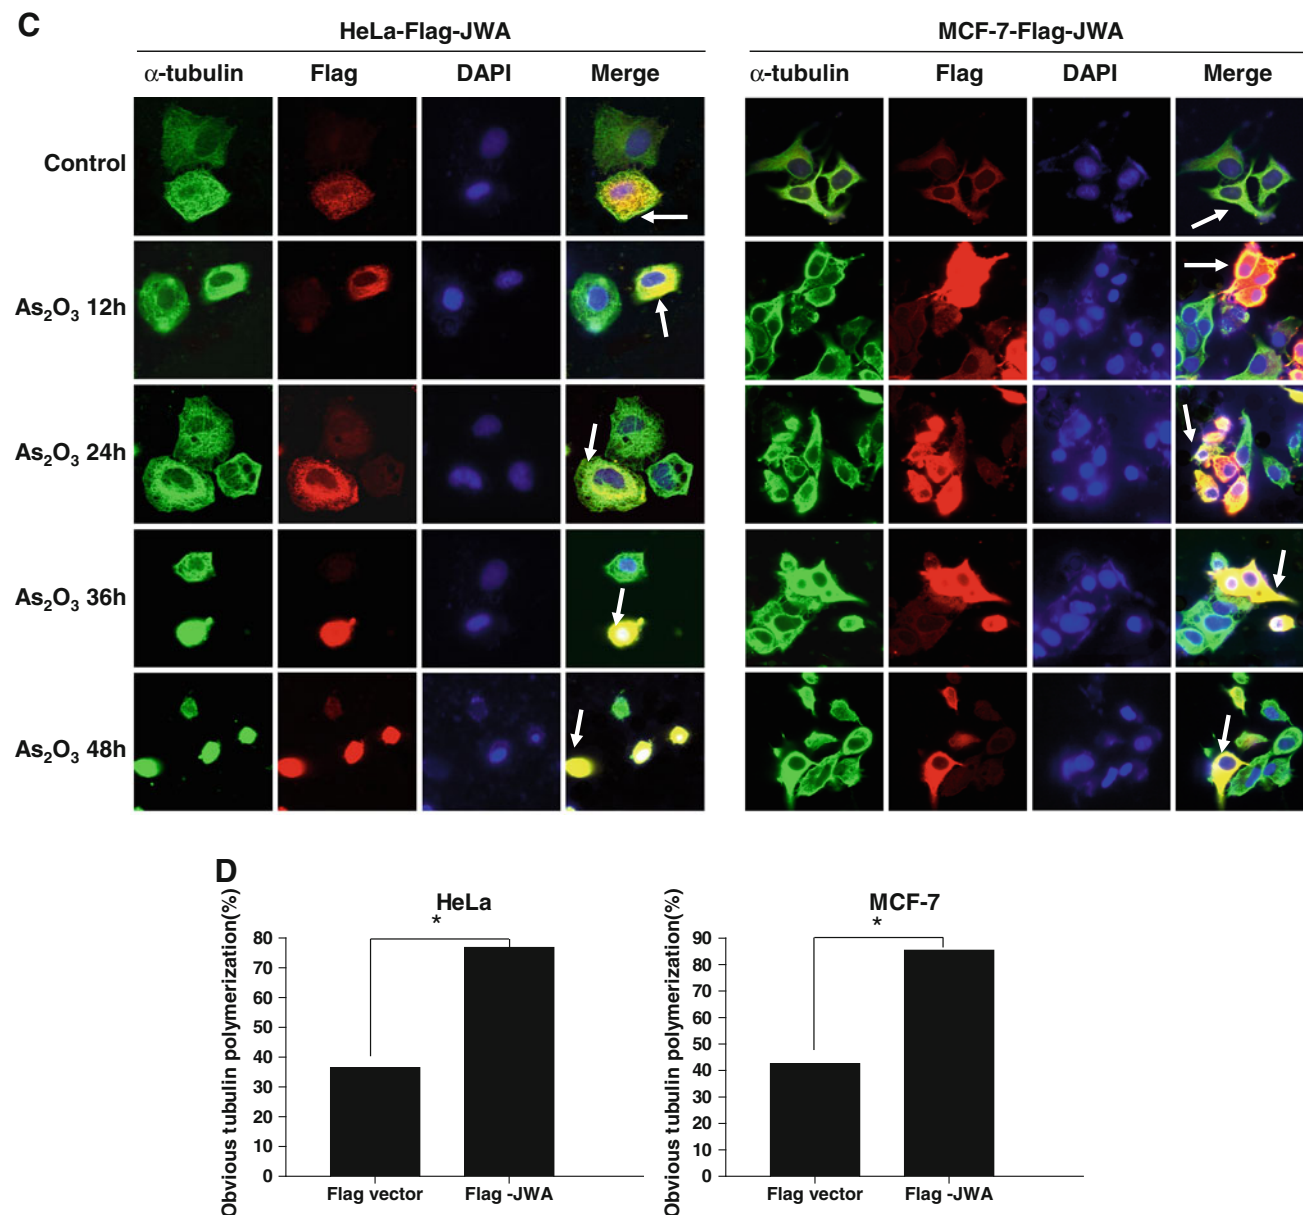 C
HeLa-Flag-JWA
MCF-7-Flag-JWA
α-tubulin Flag DAPI Merge
α-tubulin Flag DAPI Merge
Control
As₂O₃ 12h
As₂O₃ 24h
As₂O₃ 36h
As₂O₃ 48h
D
HeLa
*
Obvious tubulin polymerization(%)
80
70
60
50
40
30
20
10
0
Flag vector
Flag -JWA
MCF-7
*
Obvious tubulin polymerization(%)
90
80
70
60
50
40
30
20
10
0
Flag vector
Flag -JWA